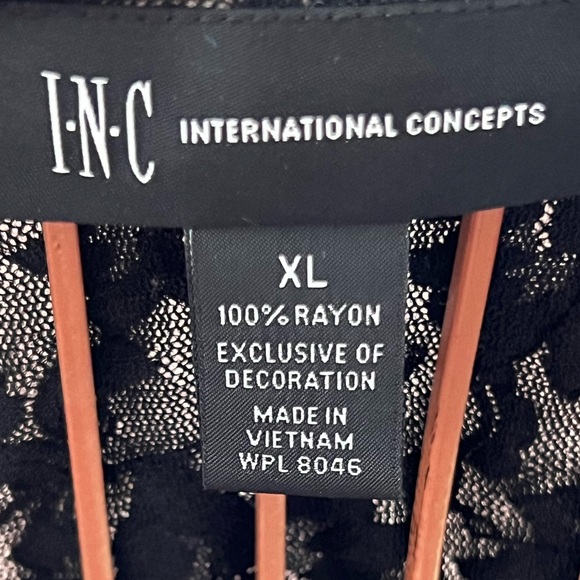 I·N·C INTERNATIONAL CONCEPTS
XL
100% RAYON
EXCLUSIVE OF
DECORATION
MADE IN
VIETNAM
WPL 8046